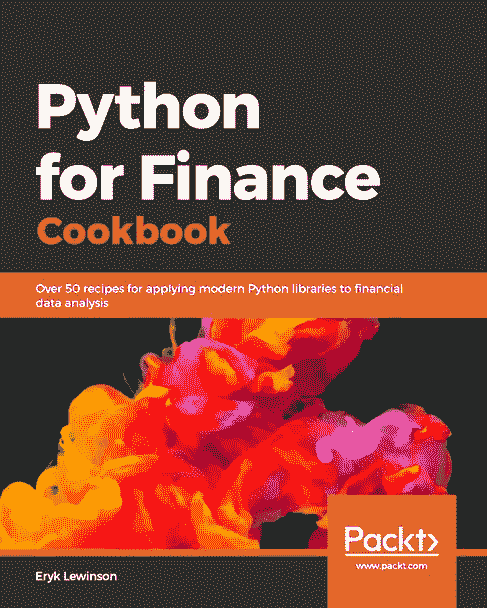 Python
for Finance
Cookbook
Over 50 recipes for applying modern Python libraries to financial
data analysis
Packt>
www.packt.com
Eryk Lewinson